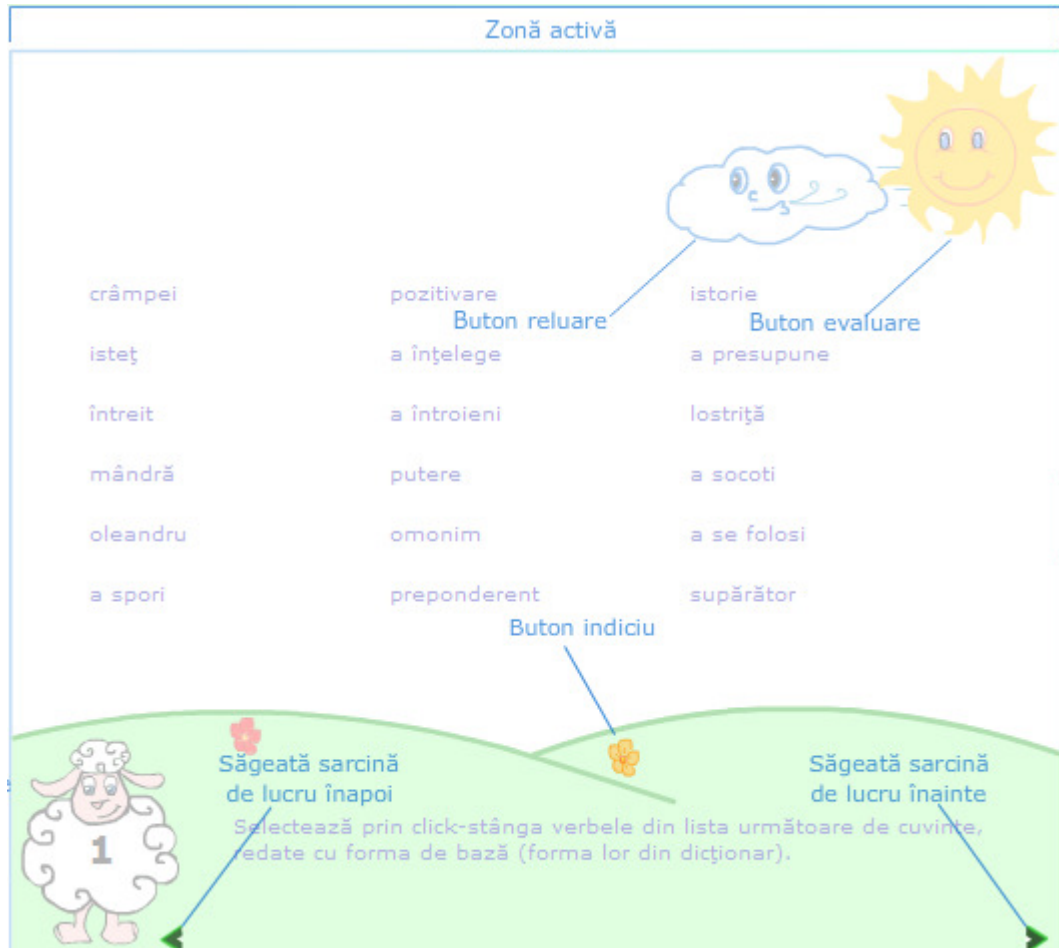 Zonă activă
crâmpei pozitivare istorie
Buton reluare Buton evaluare
isteţ a înţelege a presupune
întreit a întroieni lostriţă
mândră putere a socoti
oleandru omonim a se folosi
a spori preponderent supărător
Buton indiciu
Săgeată sarcină
de lucru înapoi
Săgeată sarcină
de lucru înainte
Selectează prin click-stânga verbele din lista următoare de cuvinte,
redate cu forma de bază (forma lor din dicţionar).
1